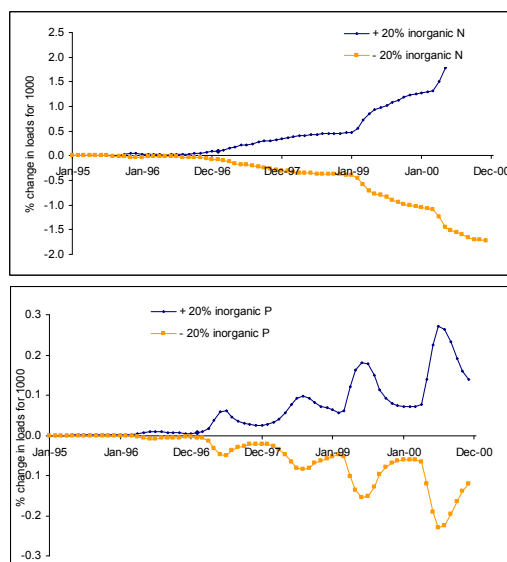 % change in loads for 1000
2.5
2.0
1.5
1.0
0.5
0.0
-0.5
-1.0
-1.5
-2.0
+ 20% inorganic N
- 20% inorganic N
Jan-95
Jan-96
Dec-96
Dec-97
Jan-99
Jan-00
Dec-00
% change in loads for 1000
0.3
0.2
0.1
0.0
-0.1
-0.2
-0.3
+ 20% inorganic P
- 20% inorganic P
Jan-95
Jan-96
Dec-96
Dec-97
Jan-99
Jan-00
Dec-00